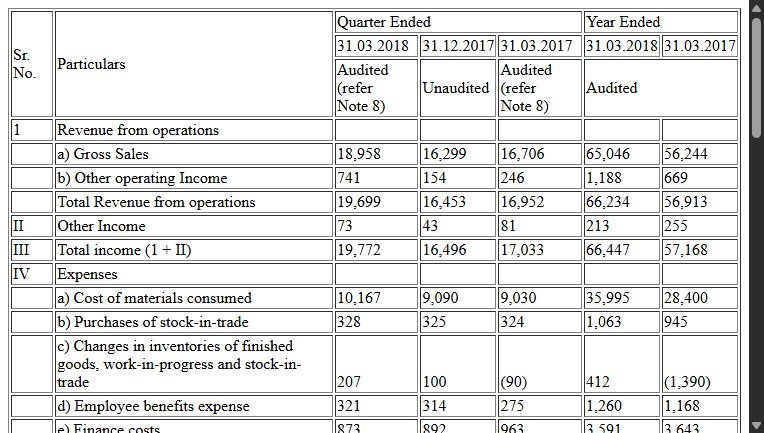 Sr. No. Particulars Quarter Ended Year Ended
31.03.2018 31.12.2017 31.03.2017 31.03.2018 31.03.2017
Audited (refer Note 8) Unaudited Audited (refer Note 8) Audited
1 Revenue from operations
a) Gross Sales 18,958 16,299 16,706 65,046 56,244
b) Other operating Income 741 154 246 1,188 669
Total Revenue from operations 19,699 16,453 16,952 66,234 56,913
II Other Income 73 43 81 213 255
III Total income (1 + II) 19,772 16,496 17,033 66,447 57,168
IV Expenses
a) Cost of materials consumed 10,167 9,090 9,030 35,995 28,400
b) Purchases of stock-in-trade 328 325 324 1,063 945
c) Changes in inventories of finished
goods, work-in-progress and stock-in-
trade 207 100 (90) 412 (1,390)
d) Employee benefits expense 321 314 275 1,260 1,168
e) Finance costs 873 892 963 3,591 3,643